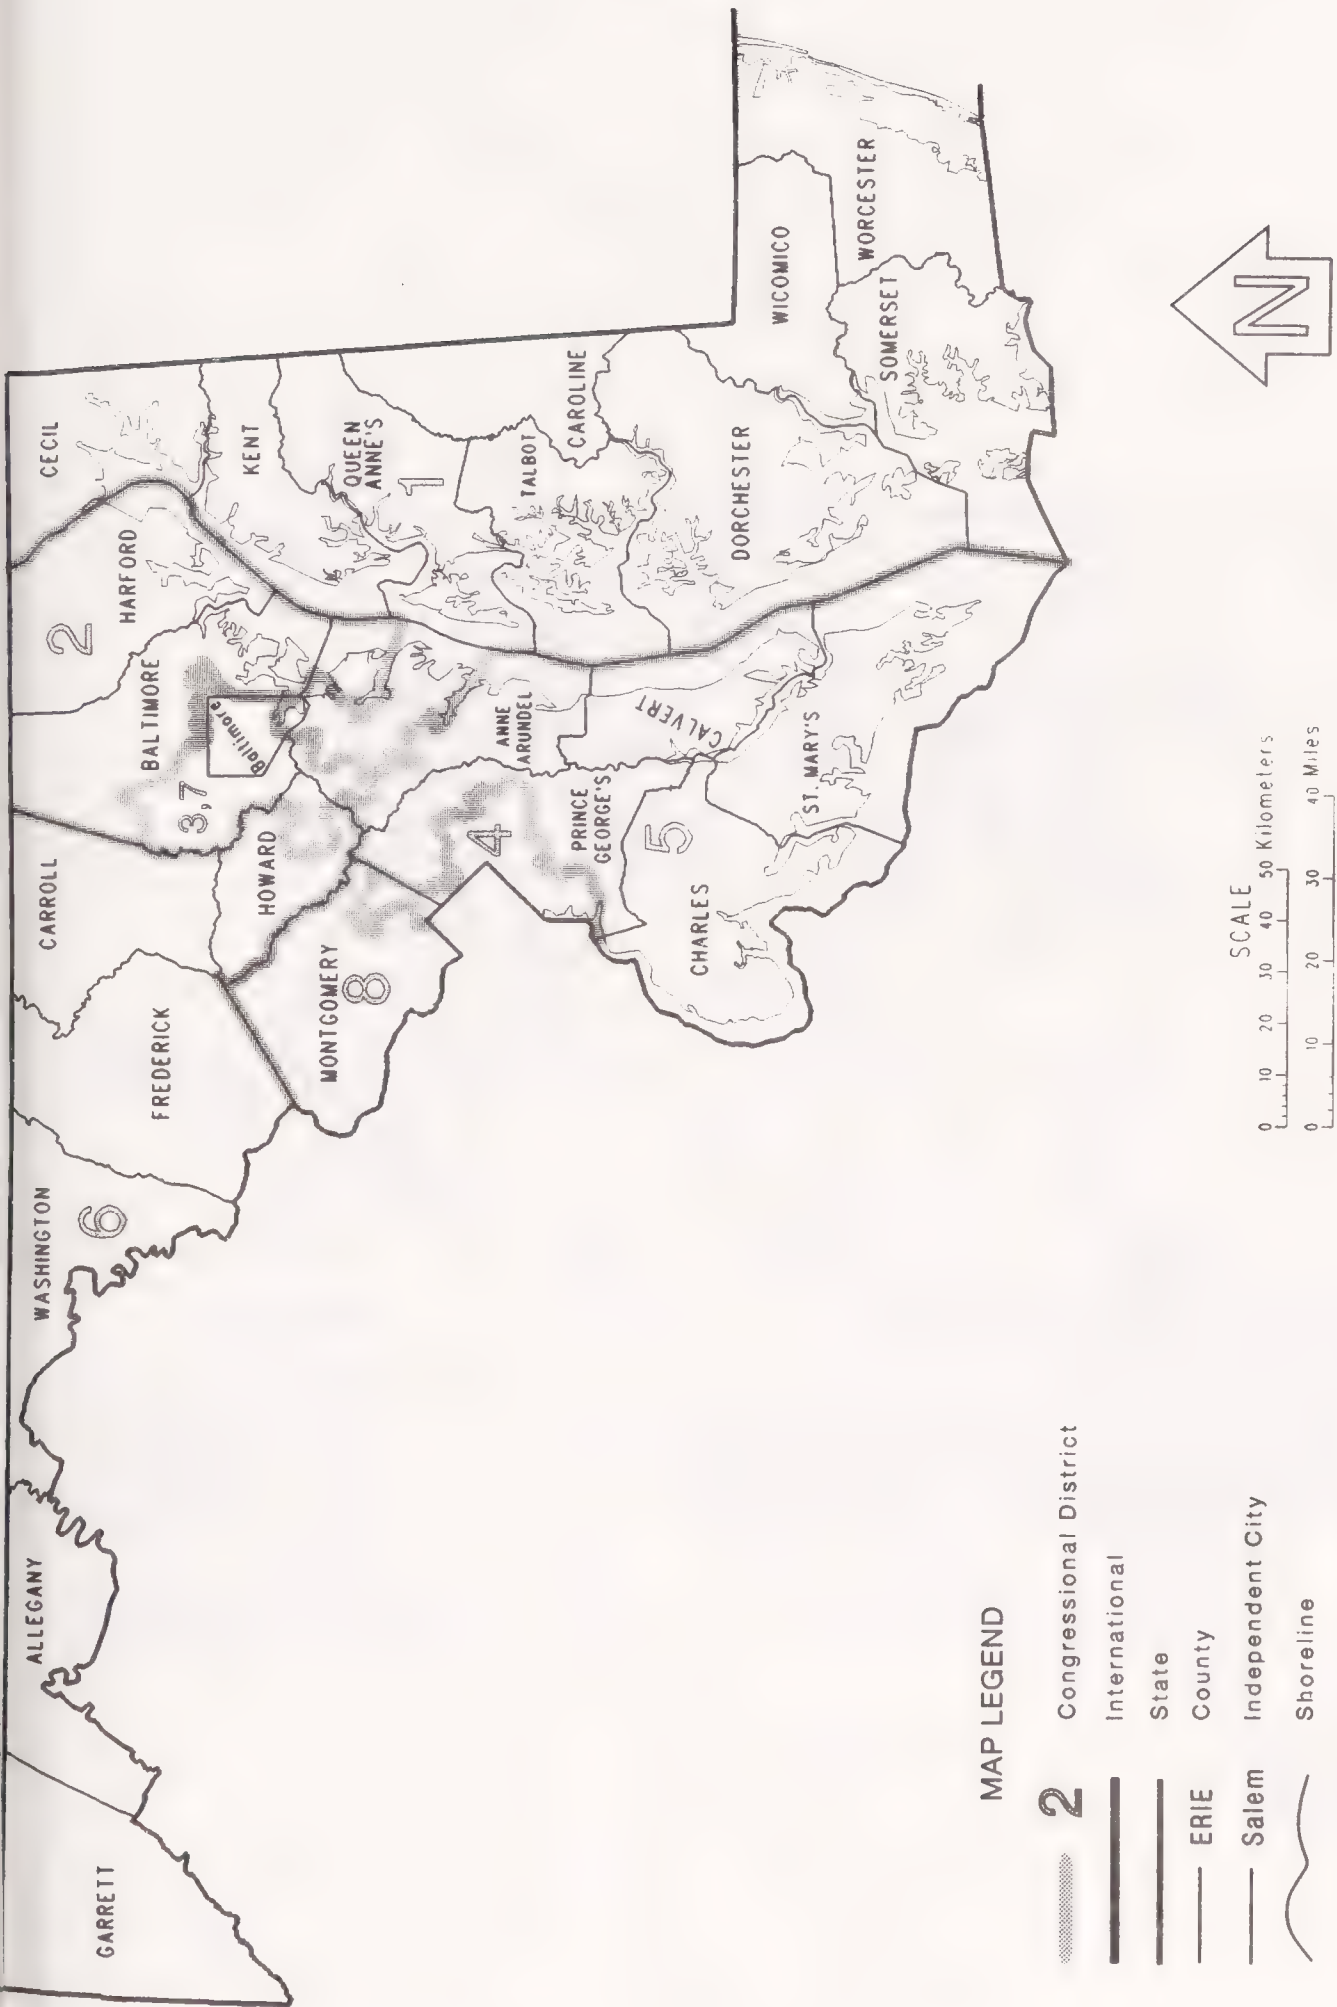 GARRETT
ALLEGANY
WASHINGTON
6
FREDERICK
CARROLL
MONTGOMERY
8
HOWARD
3,7
BALTIMORE
Baltimore
2
HARFORD
CECIL
KENT
QUEEN
ANNE'S
1
TALBOT
CAROLINE
ANNE
ARUNDEL
4
PRINCE
GEORGE'S
5
CHARLES
CALVERT
ST. MARY'S
DORCHESTER
WICOMICO
WORCESTER
SOMERSET
N
MAP LEGEND
2 Congressional District
International
State
ERIE County
Salem Independent City
Shoreline
SCALE
0 10 20 30 40 50 Kilometers
0 10 20 30 40 Miles